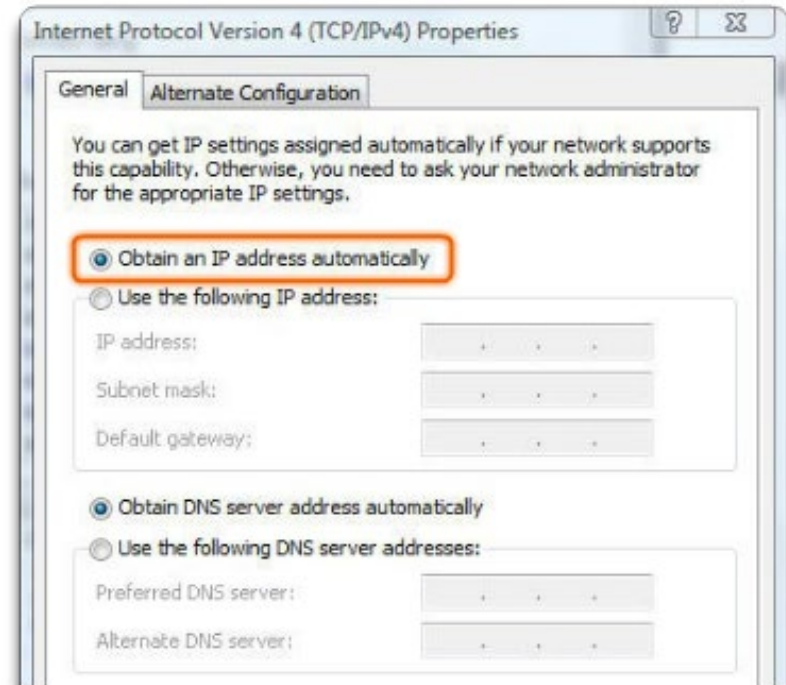 Internet Protocol Version 4 (TCP/IPv4) Properties
General
Alternate Configuration
You can get IP settings assigned automatically if your network supports
this capability. Otherwise, you need to ask your network administrator
for the appropriate IP settings.
Obtain an IP address automatically
Use the following IP address:
IP address:
Subnet mask:
Default gateway:
Obtain DNS server address automatically
Use the following DNS server addresses:
Preferred DNS server:
Alternate DNS server: